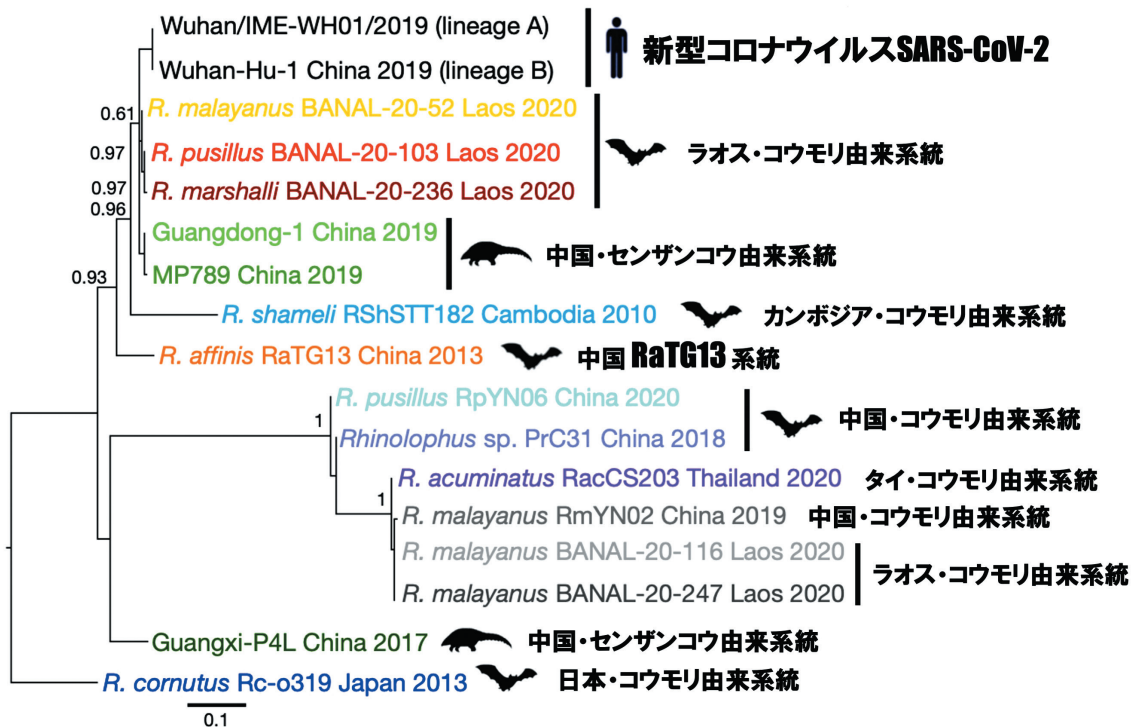 Wuhan/IME-WH01/2019 (lineage A)
新型コロナウイルスSARS-CoV-2
Wuhan-Hu-1 China 2019 (lineage B)
0.61
R. malayanus BANAL-20-52 Laos 2020
0.97
R. pusillus BANAL-20-103 Laos 2020
ラオス・コウモリ由来系統
0.97
R. marshalli BANAL-20-236 Laos 2020
0.96
Guangdong-1 China 2019
中国・センザンコウ由来系統
0.93
MP789 China 2019
R. shameli RShSTT182 Cambodia 2010
カンボジア・コウモリ由来系統
R. affinis RaTG13 China 2013
中国 RaTG13 系統
R. pusillus RpYN06 China 2020
1
中国・コウモリ由来系統
Rhinolophus sp. PrC31 China 2018
R. acuminatus RacCS203 Thailand 2020
タイ・コウモリ由来系統
1
R. malayanus RmYN02 China 2019
中国・コウモリ由来系統
R. malayanus BANAL-20-116 Laos 2020
ラオス・コウモリ由来系統
R. malayanus BANAL-20-247 Laos 2020
Guangxi-P4L China 2017
中国・センザンコウ由来系統
R. cornutus Rc-o319 Japan 2013
日本・コウモリ由来系統
0.1